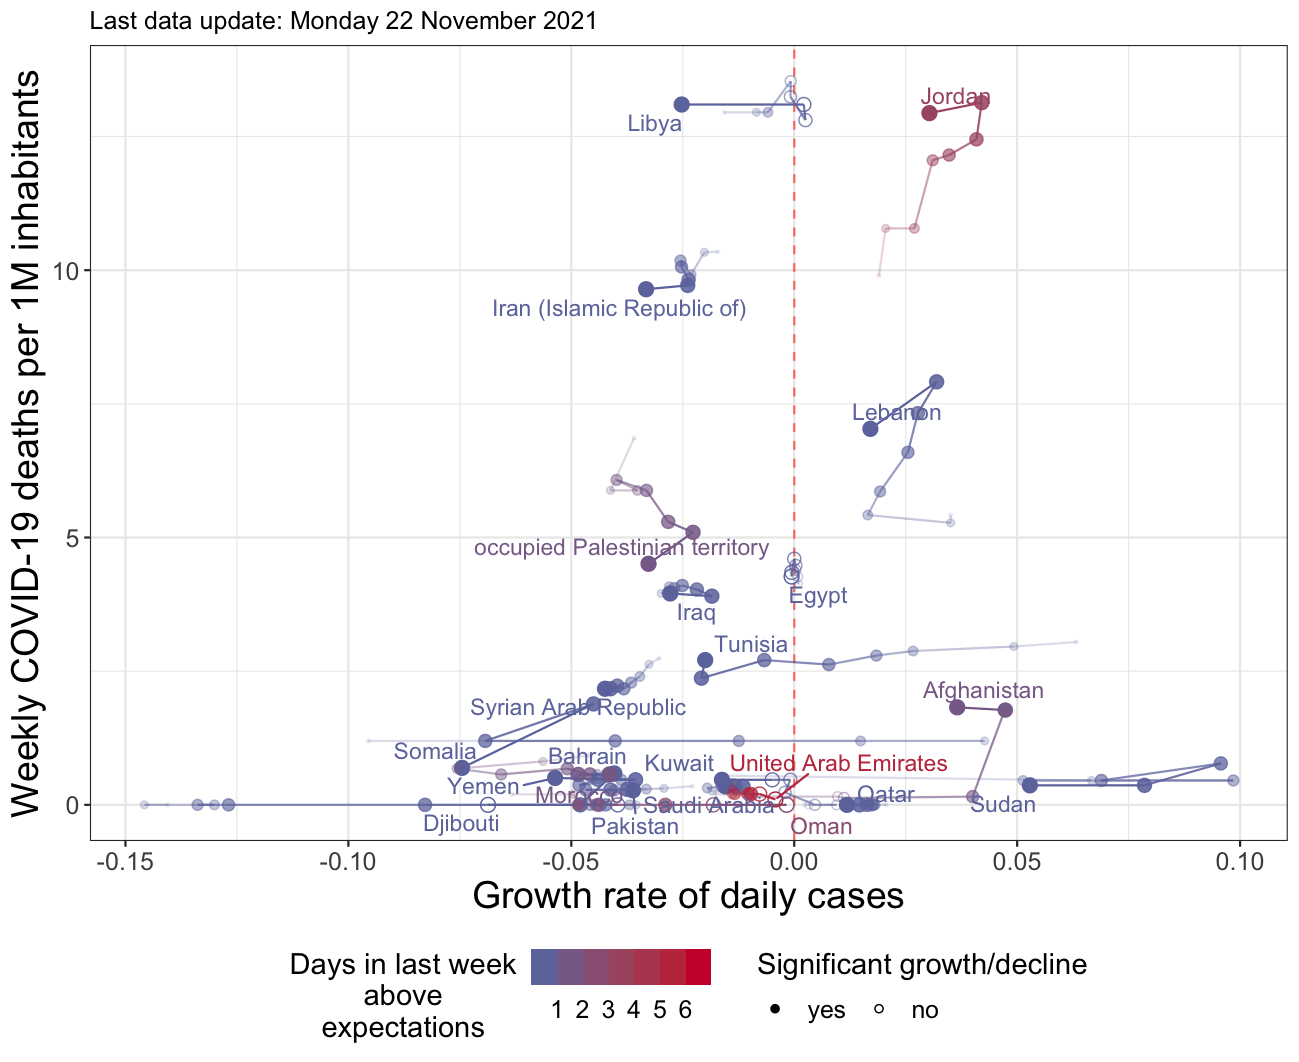 Last data update: Monday 22 November 2021
Weekly COVID-19 deaths per 1M inhabitants
10
5
0
Jordan
Libya
Iran (Islamic Republic of)
Lebanon
occupied Palestinian territory
Egypt
Iraq
Tunisia
Afghanistan
Syrian Arab Republic
Somalia
Bahrain
Kuwait
United Arab Emirates
Yemen
Morocco
Saudi Arabia
Qatar
Sudan
Djibouti
Pakistan
Oman
-0.15 -0.10 -0.05 0.00 0.05 0.10
Growth rate of daily cases
Days in last week
above
expectations
1 2 3 4 5 6
Significant growth/decline
yes no